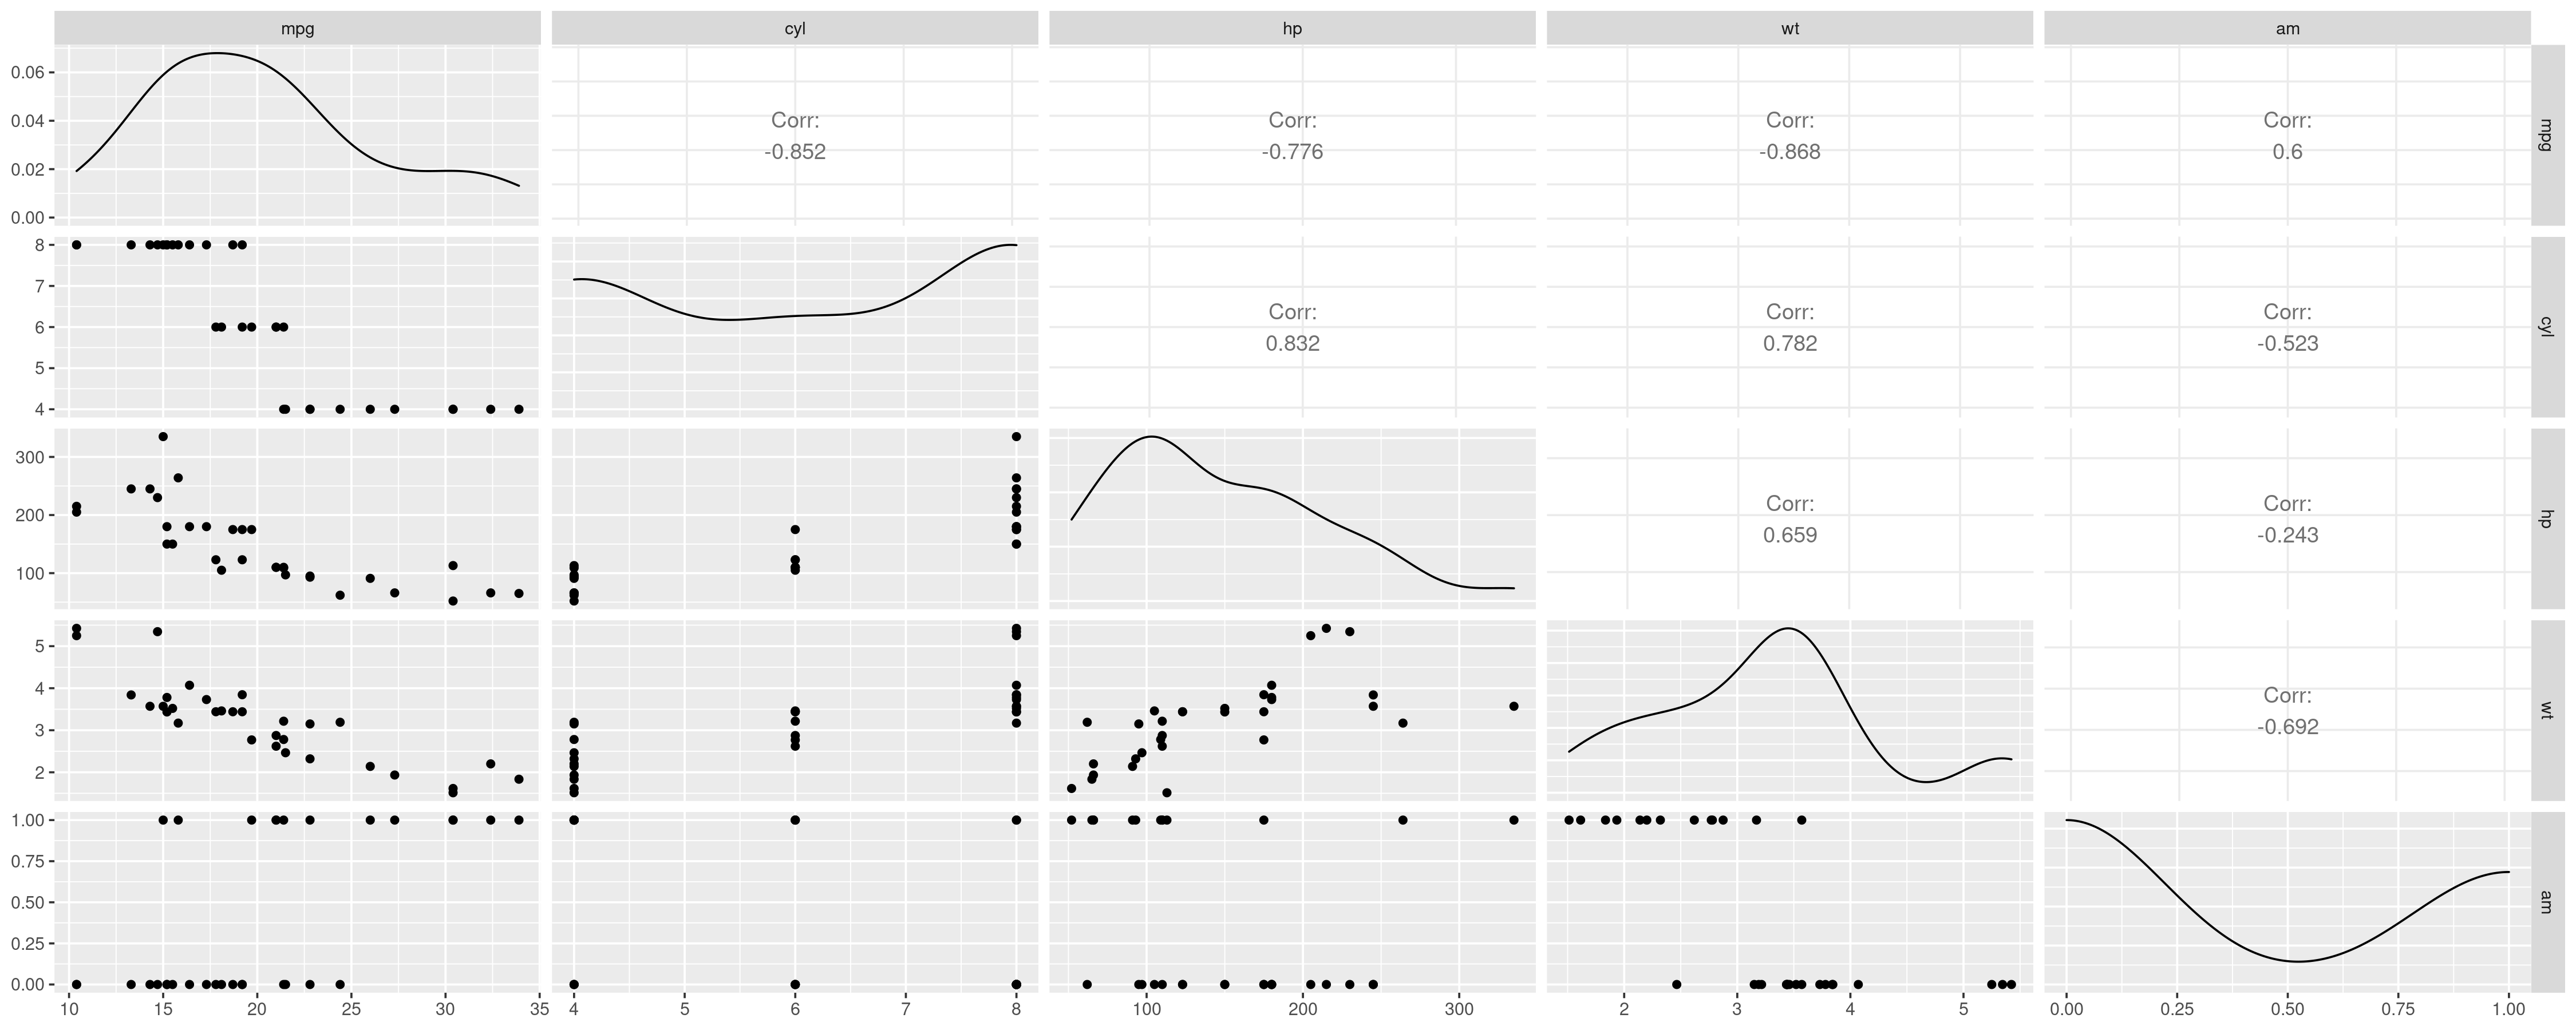 mpg cyl hp wt am
0.06
0.04
0.02
0.00
Corr:
-0.852
Corr:
-0.776
Corr:
-0.868
Corr:
0.6
mpg
8
7
6
5
4
Corr:
0.832
Corr:
0.782
Corr:
-0.523
cyl
300
200
100
Corr:
0.659
Corr:
-0.243
hp
5
4
3
2
Corr:
-0.692
wt
1.00
0.75
0.50
0.25
0.00
am
10 15 20 25 30 35 4 5 6 7 8 100 200 300 2 3 4 5 0.00 0.25 0.50 0.75 1.00